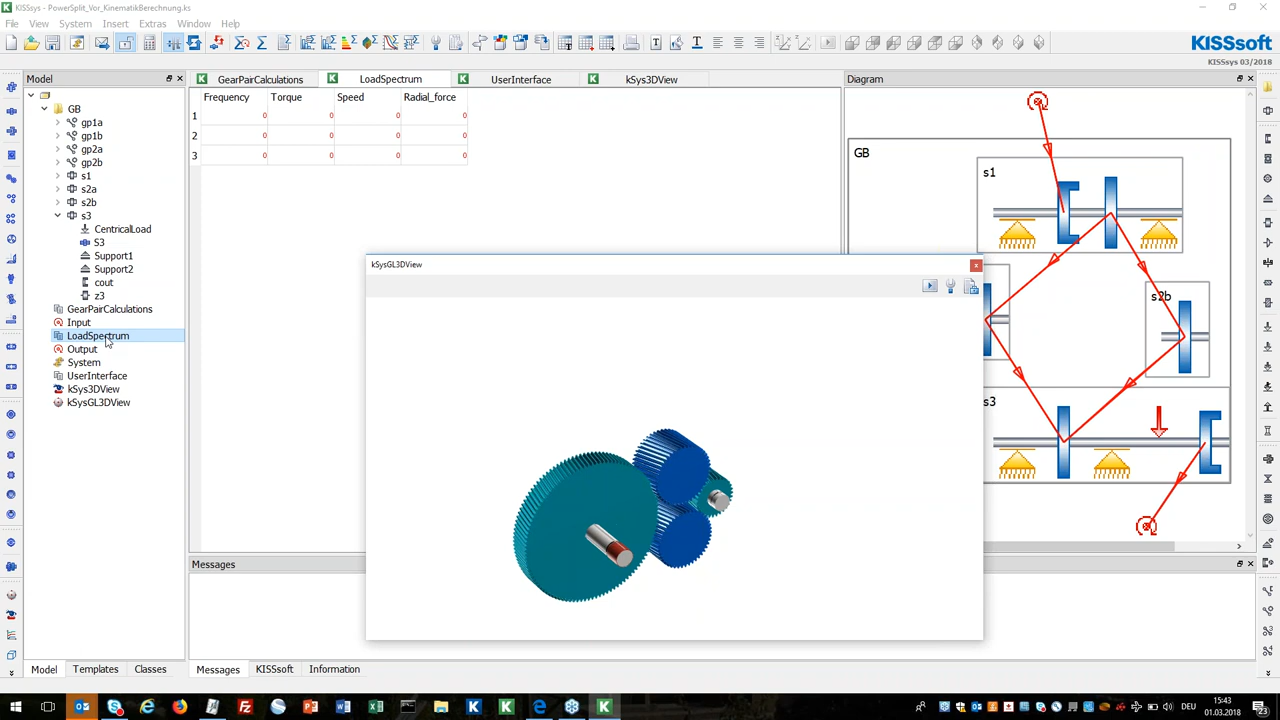 KISSsys - PowerSplit_Vor_KinematikBerechnung.ks
File View System Insert Extras Window Help
KISSsoft
KISSsys 03/2018
Model
GearPairCalculations LoadSpectrum UserInterface kSys3DView
Diagram
Frequency Torque Speed Radial_force
1 0 0 0 0
2 0 0 0 0
3 0 0 0 0
GB
gp1a
gp1b
gp2a
gp2b
s1
s2a
s2b
s3
CentricalLoad
S3
Support1
Support2
cout
z3
GearPairCalculations
Input
LoadSpectrum
Output
System
UserInterface
kSys3DView
kSysGL3DView
GB
s1
s2b
s3
kSysGL3DView
Messages
Model Templates Classes
Messages KISSsoft Information
DEU
15:43
01.03.2018